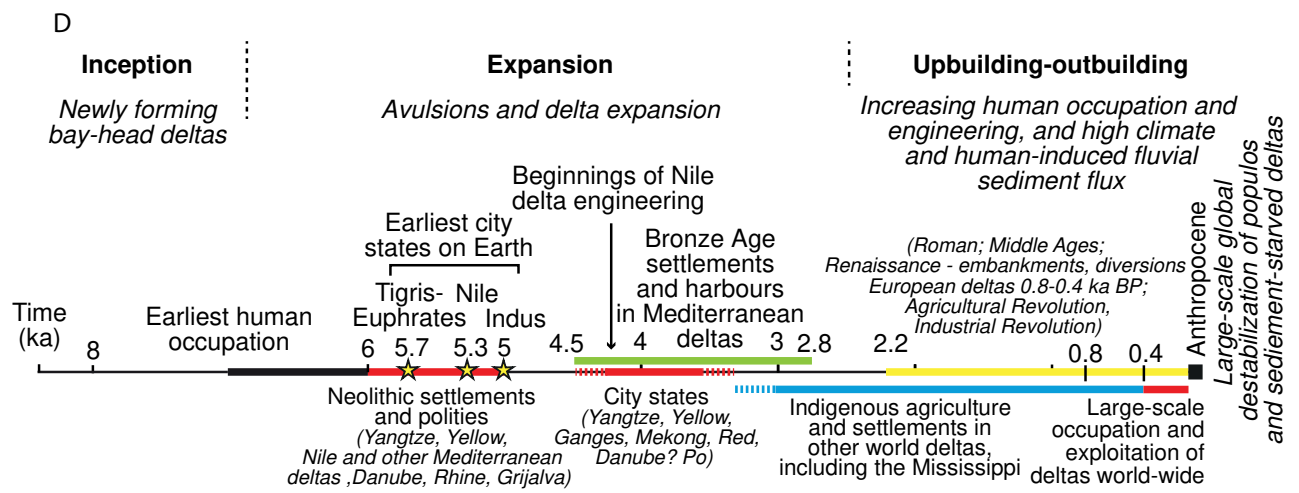 D
Inception
Newly forming
bay-head deltas
Expansion
Avulsions and delta expansion
Upbuilding-outbuilding
Increasing human occupation and
engineering, and high climate
and human-induced fluvial
sediment flux
Beginnings of Nile
delta engineering
Earliest city
states on Earth
Tigris-
Euphrates
Nile
Indus
Bronze Age
settlements
and harbours
in Mediterranean
deltas
(Roman; Middle Ages;
Renaissance - embankments, diversions
European deltas 0.8-0.4 ka BP;
Agricultural Revolution,
Industrial Revolution)
Anthropocene
Large-scale global
destabilization of populos
and sediement-starved deltas
Time
(ka)
Earliest human
occupation
8
6
5.7
5.3
5
4.5
4
3
2.8
2.2
0.8
0.4
Neolithic settlements
and polities
(Yangtze, Yellow,
Nile and other Mediterranean
deltas ,Danube, Rhine, Grijalva)
City states
(Yangtze, Yellow,
Ganges, Mekong, Red,
Danube? Po)
Indigenous agriculture
and settlements in
other world deltas,
including the Mississippi
Large-scale
occupation and
exploitation of
deltas world-wide